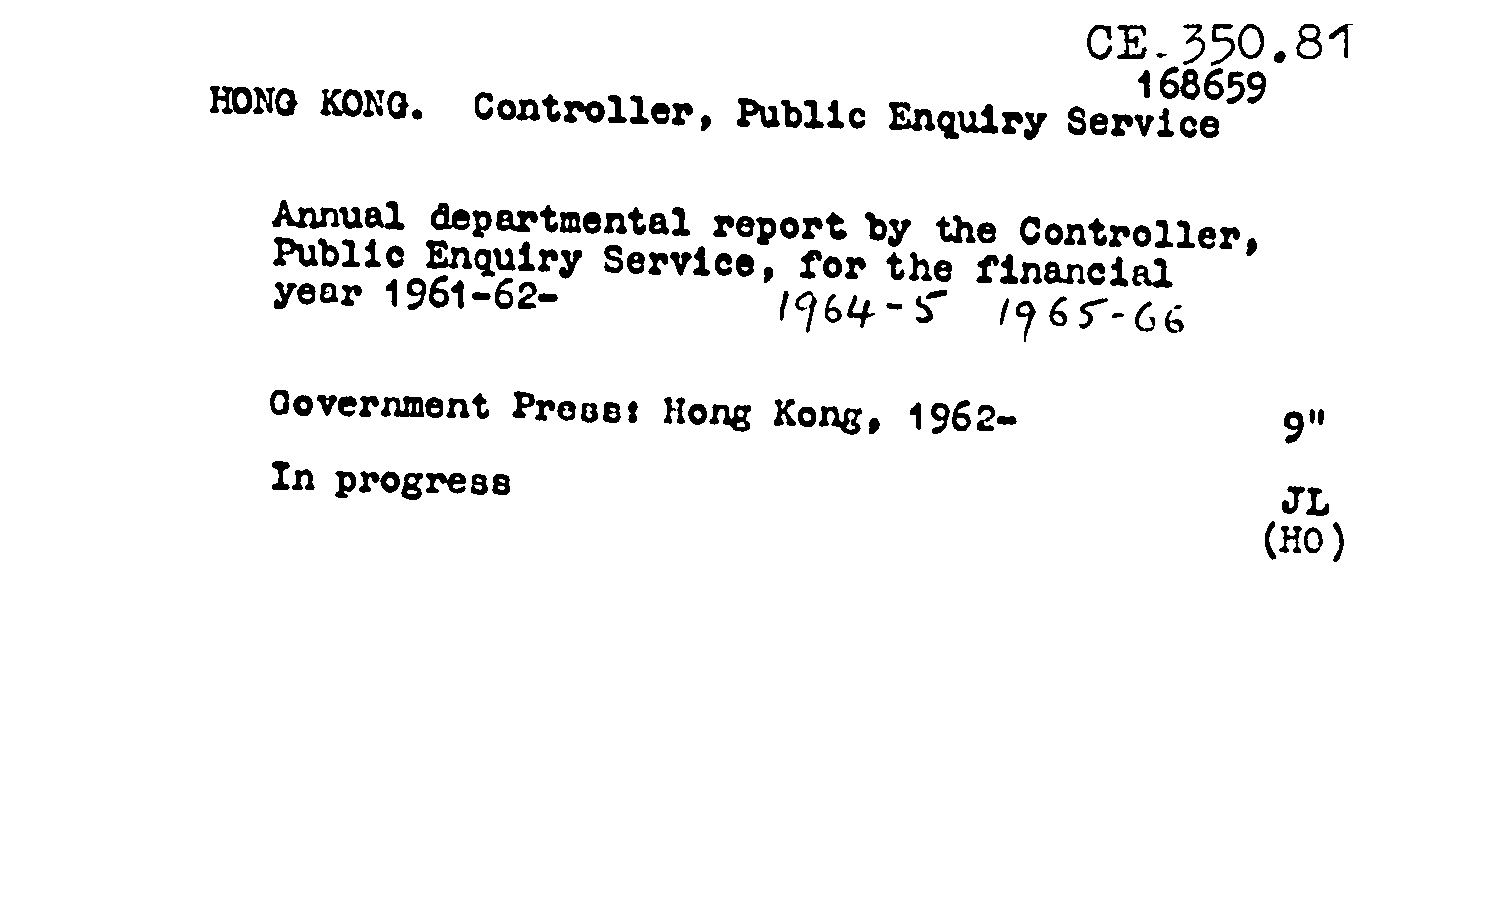 CE.350.81
168659
HONG KONG. Controller, Public Enquiry Service
Annual departmental report by the Controller,
Public Enquiry Service, for the financial
year 1961-62- 1964-5 1965-66
Government Press: Hong Kong, 1962- 9"
In progress
JL
(HO)